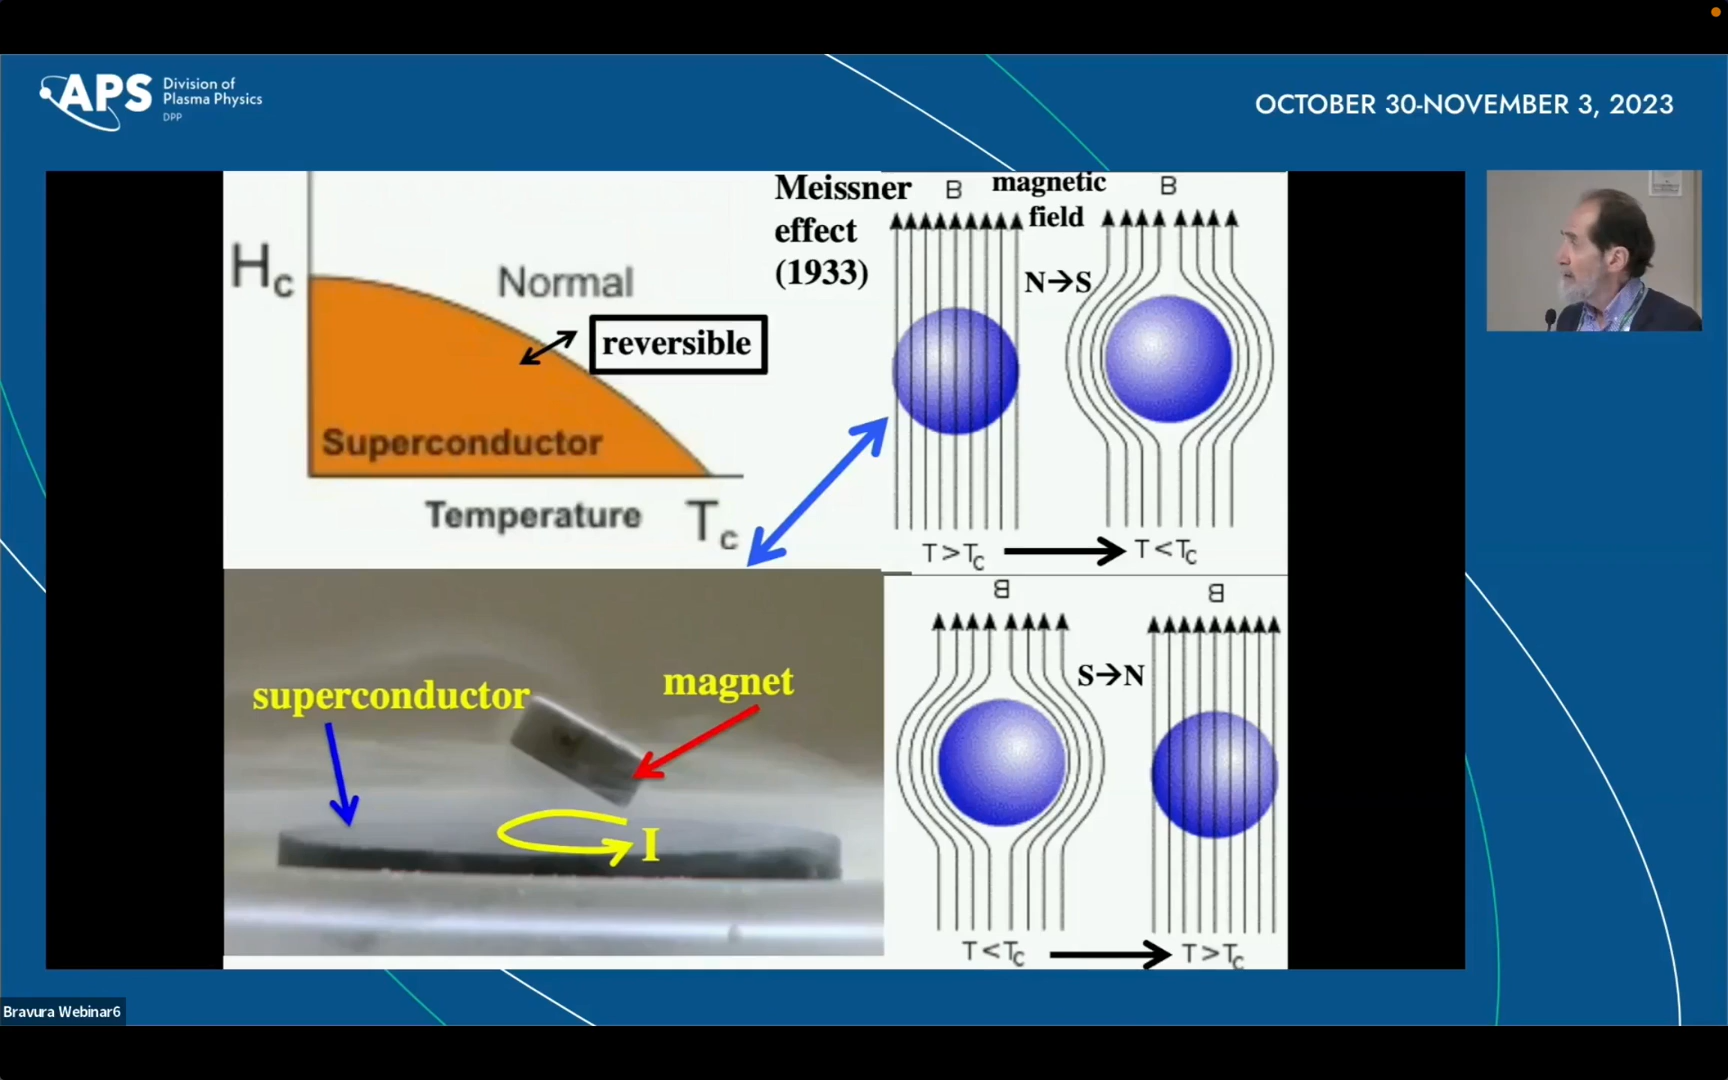 APS
Division of
Plasma Physics
DPP
OCTOBER 30-NOVEMBER 3, 2023
Hc
Normal
reversible
Superconductor
Temperature
Tc
Meissner
effect
(1933)
B
magnetic
field
B
N→S
T>Tc
T<Tc
superconductor
magnet
I
B
B
S→N
T<Tc
T>Tc
Bravura Webinar6